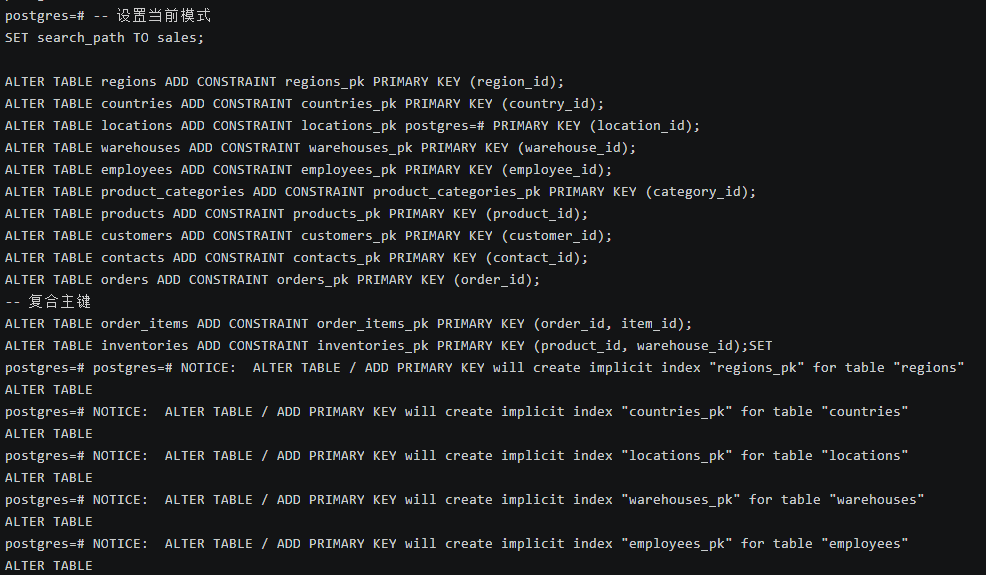 postgres=# -- 设置当前模式
SET search_path TO sales;
ALTER TABLE regions ADD CONSTRAINT regions_pk PRIMARY KEY (region_id);
ALTER TABLE countries ADD CONSTRAINT countries_pk PRIMARY KEY (country_id);
ALTER TABLE locations ADD CONSTRAINT locations_pk postgres=# PRIMARY KEY (location_id);
ALTER TABLE warehouses ADD CONSTRAINT warehouses_pk PRIMARY KEY (warehouse_id);
ALTER TABLE employees ADD CONSTRAINT employees_pk PRIMARY KEY (employee_id);
ALTER TABLE product_categories ADD CONSTRAINT product_categories_pk PRIMARY KEY (category_id);
ALTER TABLE products ADD CONSTRAINT products_pk PRIMARY KEY (product_id);
ALTER TABLE customers ADD CONSTRAINT customers_pk PRIMARY KEY (customer_id);
ALTER TABLE contacts ADD CONSTRAINT contacts_pk PRIMARY KEY (contact_id);
ALTER TABLE orders ADD CONSTRAINT orders_pk PRIMARY KEY (order_id);
-- 复合主键
ALTER TABLE order_items ADD CONSTRAINT order_items_pk PRIMARY KEY (order_id, item_id);
ALTER TABLE inventories ADD CONSTRAINT inventories_pk PRIMARY KEY (product_id, warehouse_id);SET
postgres=# postgres=# NOTICE:  ALTER TABLE / ADD PRIMARY KEY will create implicit index "regions_pk" for table "regions"
ALTER TABLE
postgres=# NOTICE:  ALTER TABLE / ADD PRIMARY KEY will create implicit index "countries_pk" for table "countries"
ALTER TABLE
postgres=# NOTICE:  ALTER TABLE / ADD PRIMARY KEY will create implicit index "locations_pk" for table "locations"
ALTER TABLE
postgres=# NOTICE:  ALTER TABLE / ADD PRIMARY KEY will create implicit index "warehouses_pk" for table "warehouses"
ALTER TABLE
postgres=# NOTICE:  ALTER TABLE / ADD PRIMARY KEY will create implicit index "employees_pk" for table "employees"
ALTER TABLE